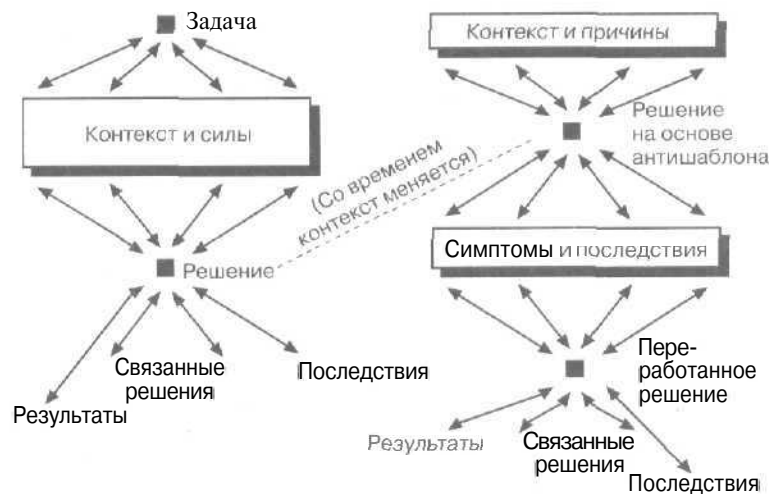 Задача
Контекст и силы
Решение
Связанные
решения
Последствия
Результаты
(Со временем
контекст меняется)
Контекст и причины
Решение
на основе
антишаблона
Симптомы и последствия
Пере-
работанное
решение
Результаты
Связанные
решения
Последствия